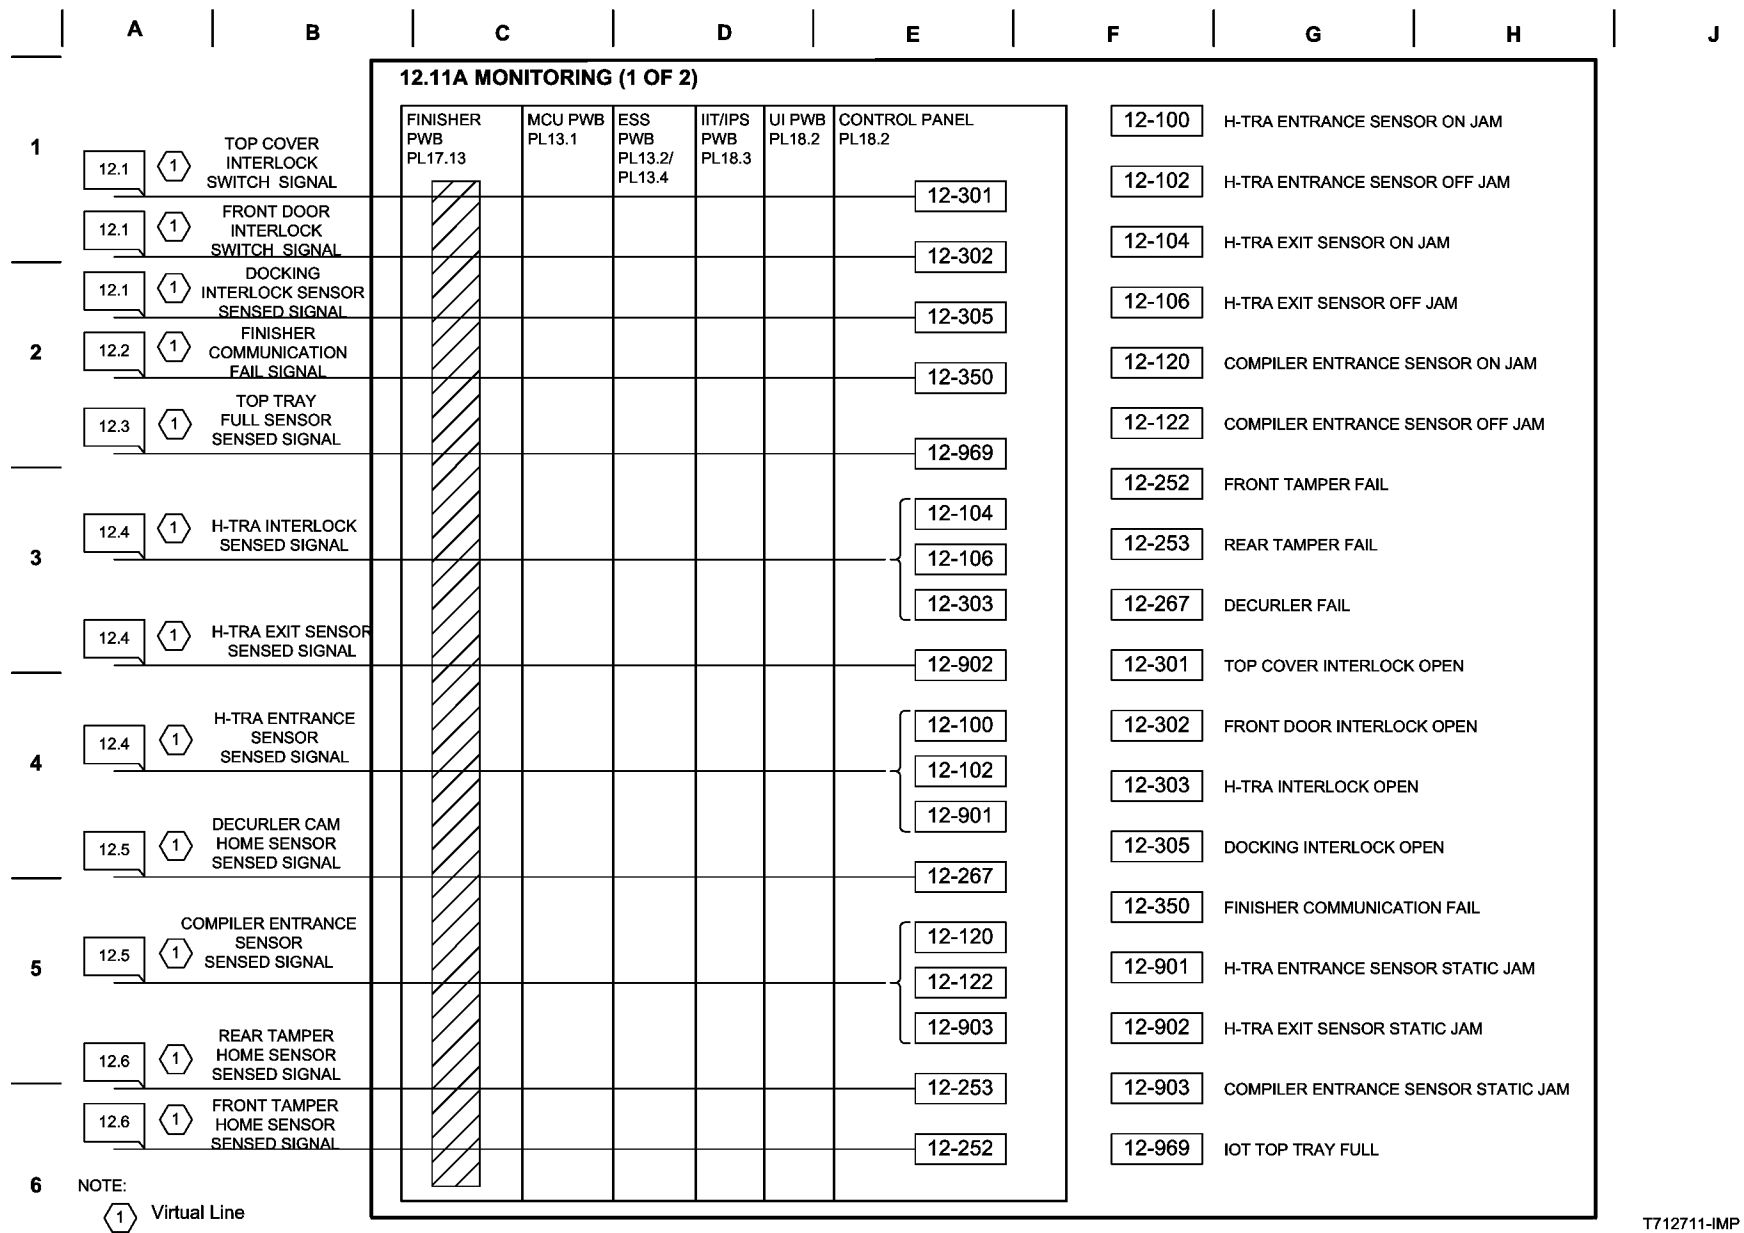 A B C D E F G H J
12.11A MONITORING (1 OF 2)
FINISHER
PWB
PL17.13
MCU PWB
PL13.1
ESS
PWB
PL13.2/
PL13.4
IIT/IPS
PWB
PL18.3
UI PWB
PL18.2
CONTROL PANEL
PL18.2
1
12.1 1
TOP COVER
INTERLOCK
SWITCH SIGNAL
12-301
12.1 1
FRONT DOOR
INTERLOCK
SWITCH SIGNAL
12-302
12.1 1
DOCKING
INTERLOCK SENSOR
SENSED SIGNAL
12-305
2
12.2 1
FINISHER
COMMUNICATION
FAIL SIGNAL
12-350
12.3 1
TOP TRAY
FULL SENSOR
SENSED SIGNAL
12-969
3
12.4 1
H-TRA INTERLOCK
SENSED SIGNAL
12-104
12-106
12-303
12.4 1
H-TRA EXIT SENSOR
SENSED SIGNAL
12-902
4
12.4 1
H-TRA ENTRANCE
SENSOR
SENSED SIGNAL
12-100
12-102
12-901
12.5 1
DECURLER CAM
HOME SENSOR
SENSED SIGNAL
12-267
5
12.5 1
COMPILER ENTRANCE
SENSOR
SENSED SIGNAL
12-120
12-122
12-903
12.6 1
REAR TAMPER
HOME SENSOR
SENSED SIGNAL
12-253
12.6 1
FRONT TAMPER
HOME SENSOR
SENSED SIGNAL
12-252
6
12-100 H-TRA ENTRANCE SENSOR ON JAM
12-102 H-TRA ENTRANCE SENSOR OFF JAM
12-104 H-TRA EXIT SENSOR ON JAM
12-106 H-TRA EXIT SENSOR OFF JAM
12-120 COMPILER ENTRANCE SENSOR ON JAM
12-122 COMPILER ENTRANCE SENSOR OFF JAM
12-252 FRONT TAMPER FAIL
12-253 REAR TAMPER FAIL
12-267 DECURLER FAIL
12-301 TOP COVER INTERLOCK OPEN
12-302 FRONT DOOR INTERLOCK OPEN
12-303 H-TRA INTERLOCK OPEN
12-305 DOCKING INTERLOCK OPEN
12-350 FINISHER COMMUNICATION FAIL
12-901 H-TRA ENTRANCE SENSOR STATIC JAM
12-902 H-TRA EXIT SENSOR STATIC JAM
12-903 COMPILER ENTRANCE SENSOR STATIC JAM
12-969 IOT TOP TRAY FULL
NOTE:
1 Virtual Line
T712711-IMP